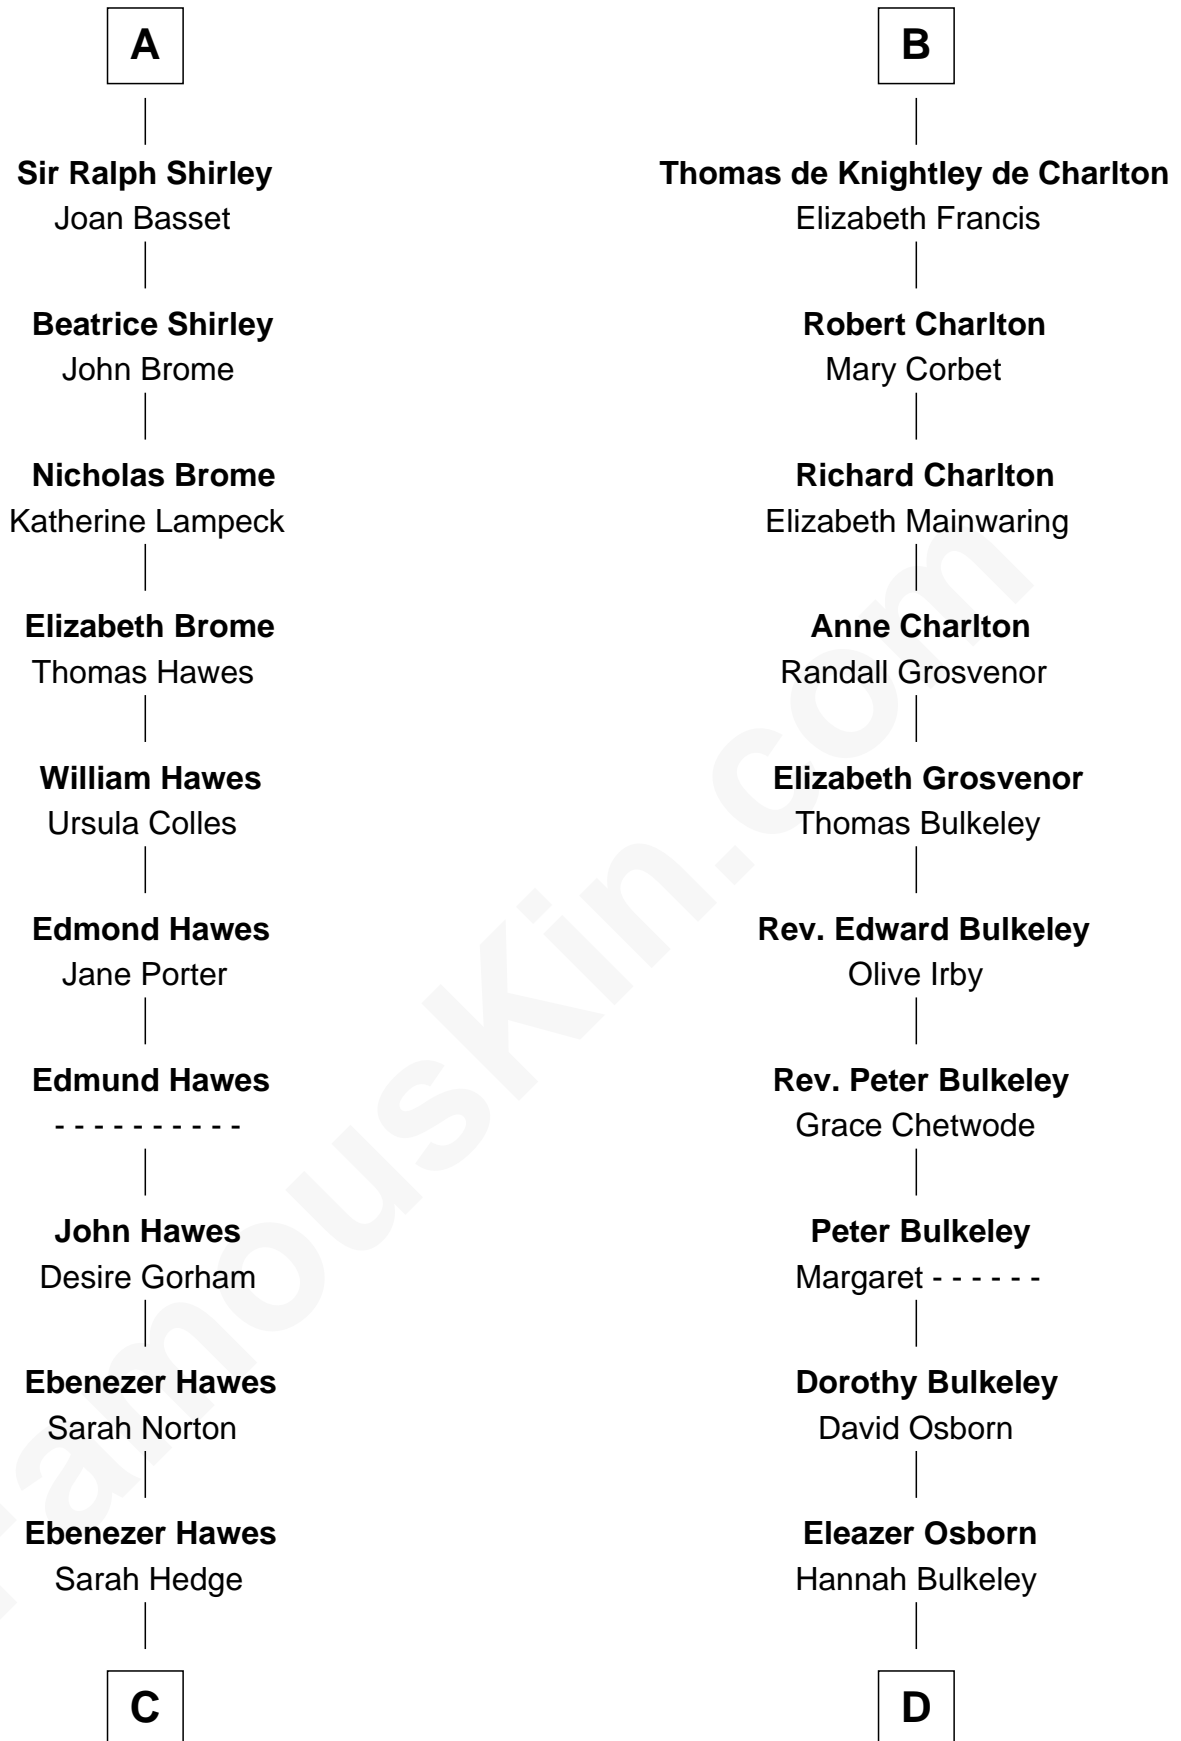 A
Sir Ralph Shirley
Joan Basset
Beatrice Shirley
John Brome
Nicholas Brome
Katherine Lampeck
Elizabeth Brome
Thomas Hawes
William Hawes
Ursula Colles
Edmond Hawes
Jane Porter
Edmund Hawes
- - - - - - - - - -
John Hawes
Desire Gorham
Ebenezer Hawes
Sarah Norton
Ebenezer Hawes
Sarah Hedge
C
B
Thomas de Knightley de Charlton
Elizabeth Francis
Robert Charlton
Mary Corbet
Richard Charlton
Elizabeth Mainwaring
Anne Charlton
Randall Grosvenor
Elizabeth Grosvenor
Thomas Bulkeley
Rev. Edward Bulkeley
Olive Irby
Rev. Peter Bulkeley
Grace Chetwode
Peter Bulkeley
Margaret - - - - - -
Dorothy Bulkeley
David Osborn
Eleazer Osborn
Hannah Bulkeley
D
FamousKin.com